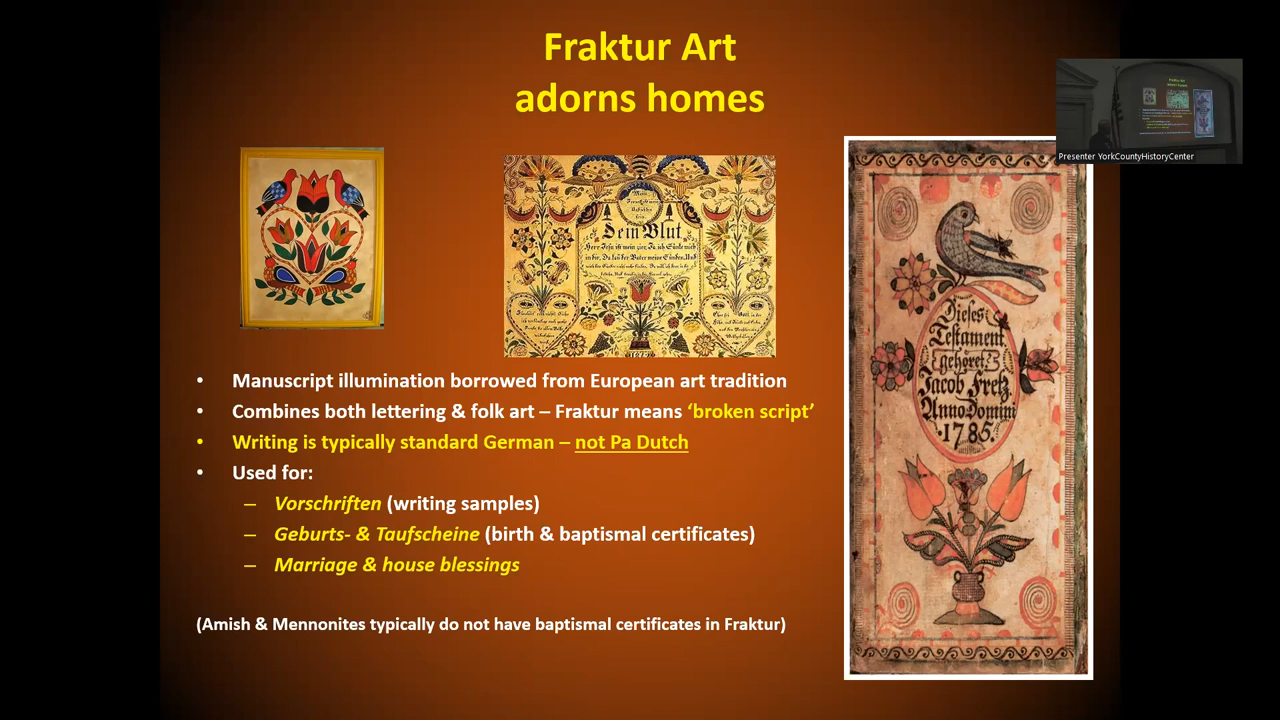 Fraktur Art
adorns homes
Presenter YorkCountyHistoryCenter
Sein Blut
• Manuscript illumination borrowed from European art tradition
• Combines both lettering & folk art – Fraktur means ‘broken script’
• Writing is typically standard German – not Pa Dutch
• Used for:
– Vorschriften (writing samples)
– Geburts- & Taufscheine (birth & baptismal certificates)
– Marriage & house blessings
(Amish & Mennonites typically do not have baptismal certificates in Fraktur)
Dieses
Testament
gehöret
Jacob Fretz
Anno Domini
·1785·